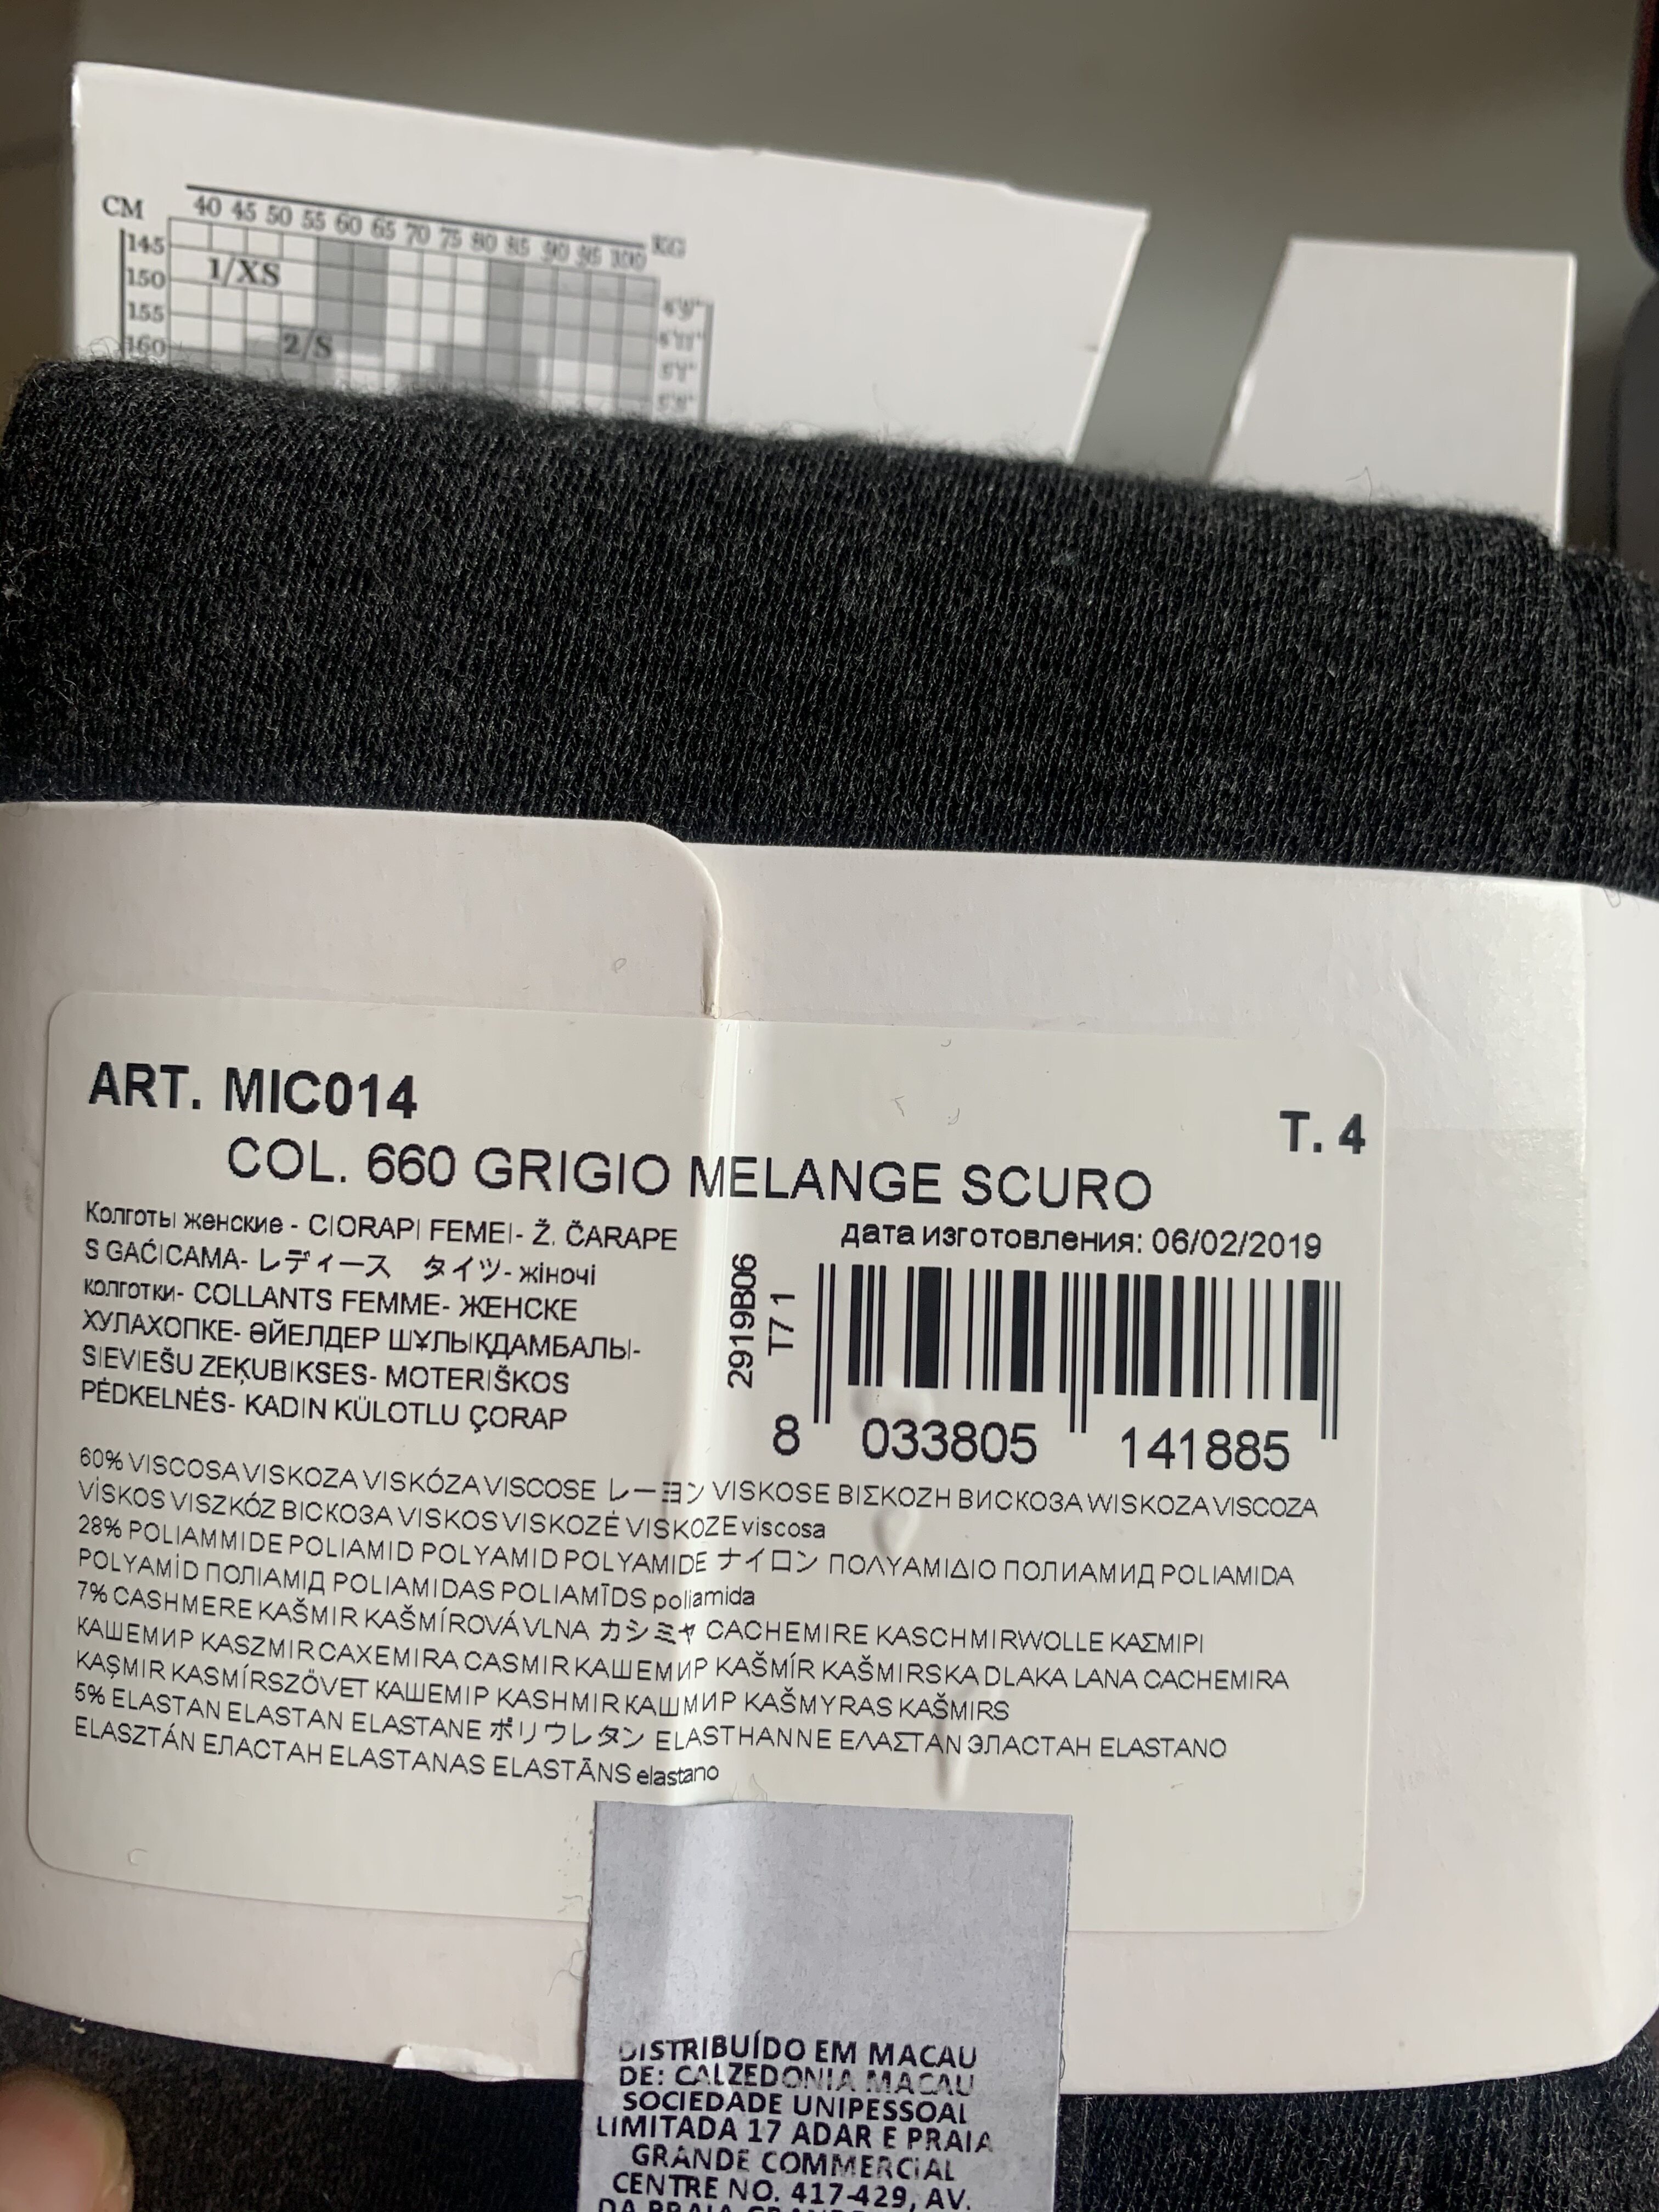 CM
40 45 50 55 60 65 70 75 80 85 90 95 100 KG
145
150
155
160
1/XS
2/S
5'1"
ART. MIC014
T. 4
COL. 660 GRIGIO MELANGE SCURO
Колготы женские - CIORAPI FEMEI- Ž. ČARAPE
S GAĆICAMA- レディース タイツ- жіночі
колготки- COLLANTS FEMME- ЖЕНСКЕ
ХУЛАХОПКЕ- ӘЙЕЛДЕР ШҰЛЫҚДАМБАЛЫ-
SIEVIEŠU ZEĶUBIKSES- MOTERIŠKOS
PĖDKELNĖS- KADIN KÜLOTLU ÇORAP
дата изготовления: 06/02/2019
2919B06
T7 1
8 033805 141885
60% VISCOSA VISKOZA VISKÓZA VISCOSE レーヨン VISKOSE ΒΙΣΚΟΖΗ ВИСКОЗА WISKOZA VISCOZA
VİSKOS VISZKÓZ ВІСКОЗА VISKOS VISKOZĖ VISKOZE viscosa
28% POLIAMMIDE POLIAMID POLYAMID POLYAMIDE ナイロン ΠΟΛΥΑΜΙΔΙΟ ПОЛИАМИД POLIAMIDA
POLYAMİD ПОЛІАМІД POLIAMIDAS POLIAMĪDS poliamida
7% CASHMERE KAŠMIR KAŠMÍROVÁ VLNA カシミヤ CACHEMIRE KASCHMIRWOLLE ΚΑΣΜΙΡΙ
КАШЕМИР KASZMIR CAXEMIRA CASMIR КАШЕМИР KAŠMÍR KAŠMIRSKA DLAKA LANA CACHEMIRA
KAŞMIR KASMÍRSZÖVET КАШЕМІР KASHMIR КАШМИР KAŠMYRAS KAŠMIRS
5% ELASTAN ELASTAN ELASTANE ポリウレタン ELASTHANNE ΕΛΑΣΤΑΝ ЭЛАСТАН ELASTANO
ELASZTÁN ЕЛАСТАН ELASTANAS ELASTĀNS elastano
DISTRIBUÍDO EM MACAU
DE: CALZEDONIA MACAU
SOCIEDADE UNIPESSOAL
LIMITADA 17 ADAR E PRAIA
GRANDE COMMERCIAL
CENTRE NO. 417-429, AV.
DA PRAIA GRANDE